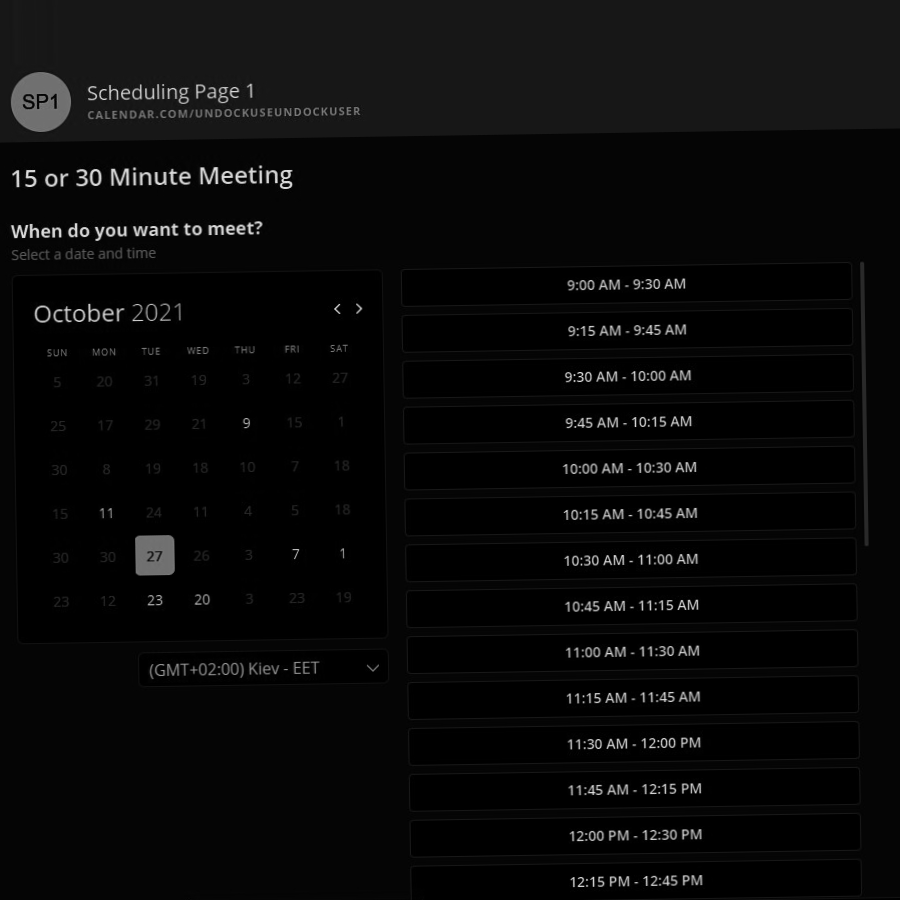 SP1
Scheduling Page 1
CALENDAR.COM/UNDOCKUSEUNDOCKUSER
15 or 30 Minute Meeting
When do you want to meet?
Select a date and time
October 2021
SUN MON TUE WED THU FRI SAT
5 20 31 19 3 12 27
25 17 29 21 9 15 1
30 8 19 18 10 7 18
15 11 24 11 4 5 18
30 30 27 26 3 7 1
23 12 23 20 3 23 19
(GMT+02:00) Kiev - EET
9:00 AM - 9:30 AM
9:15 AM - 9:45 AM
9:30 AM - 10:00 AM
9:45 AM - 10:15 AM
10:00 AM - 10:30 AM
10:15 AM - 10:45 AM
10:30 AM - 11:00 AM
10:45 AM - 11:15 AM
11:00 AM - 11:30 AM
11:15 AM - 11:45 AM
11:30 AM - 12:00 PM
11:45 AM - 12:15 PM
12:00 PM - 12:30 PM
12:15 PM - 12:45 PM